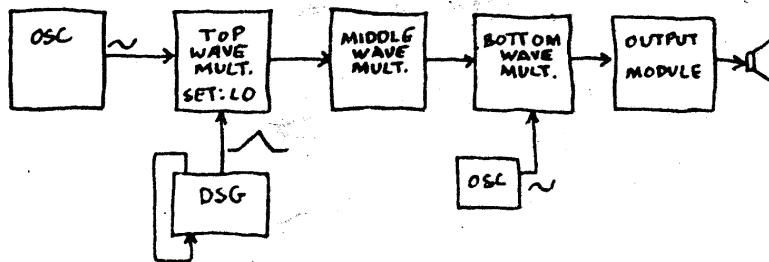 OSC
TOP
WAVE
MULT.
SET: LO
MIDDLE
WAVE
MULT.
BOTTOM
WAVE
MULT.
OUTPUT
MODULE
DSG
OSC